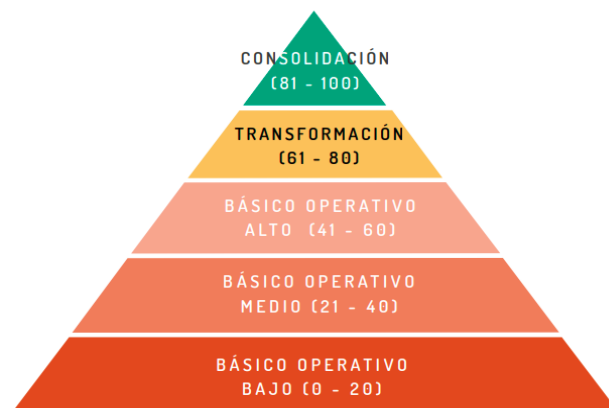 CONSOLIDACIÓN
(81 - 100)
TRANSFORMACIÓN
(61 - 80)
BÁSICO OPERATIVO
ALTO (41 - 60)
BÁSICO OPERATIVO
MEDIO (21 - 40)
BÁSICO OPERATIVO
BAJO (0 - 20)